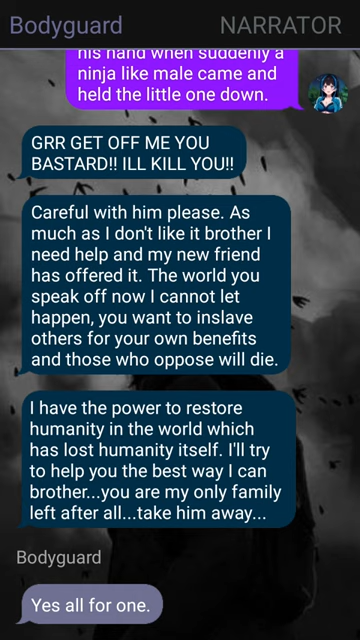 Bodyguard NARRATOR
his hand when suddenly a
ninja like male came and
held the little one down.
GRR GET OFF ME YOU
BASTARD!! ILL KILL YOU!!
Careful with him please. As
much as I don't like it brother I
need help and my new friend
has offered it. The world you
speak off now I cannot let
happen, you want to inslave
others for your own benefits
and those who oppose will die.
I have the power to restore
humanity in the world which
has lost humanity itself. I'll try
to help you the best way I can
brother...you are my only family
left after all...take him away...
Bodyguard
Yes all for one.